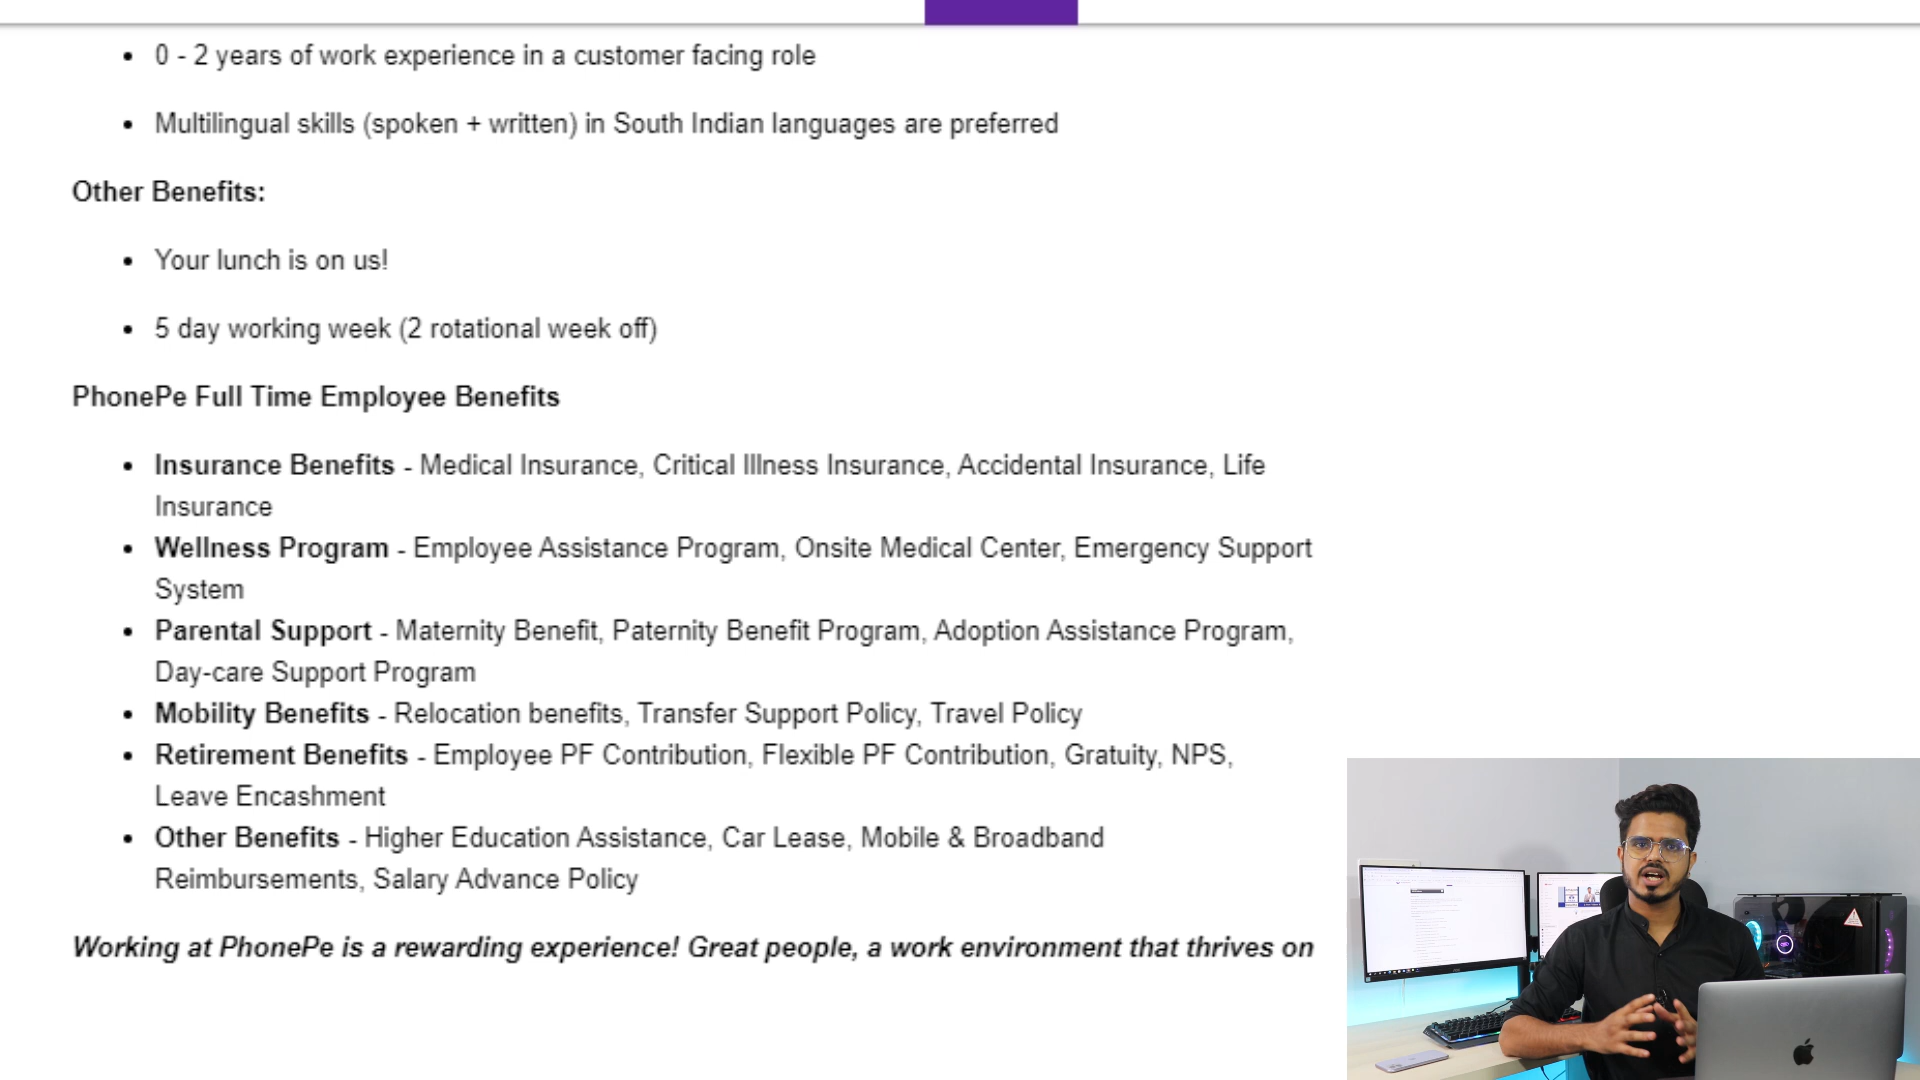 0 - 2 years of work experience in a customer facing role
Multilingual skills (spoken + written) in South Indian languages are preferred
Other Benefits:
Your lunch is on us!
5 day working week (2 rotational week off)
PhonePe Full Time Employee Benefits
Insurance Benefits - Medical Insurance, Critical Illness Insurance, Accidental Insurance, Life
Insurance
Wellness Program - Employee Assistance Program, Onsite Medical Center, Emergency Support
System
Parental Support - Maternity Benefit, Paternity Benefit Program, Adoption Assistance Program,
Day-care Support Program
Mobility Benefits - Relocation benefits, Transfer Support Policy, Travel Policy
Retirement Benefits - Employee PF Contribution, Flexible PF Contribution, Gratuity, NPS,
Leave Encashment
Other Benefits - Higher Education Assistance, Car Lease, Mobile & Broadband
Reimbursements, Salary Advance Policy
Working at PhonePe is a rewarding experience! Great people, a work environment that thrives on